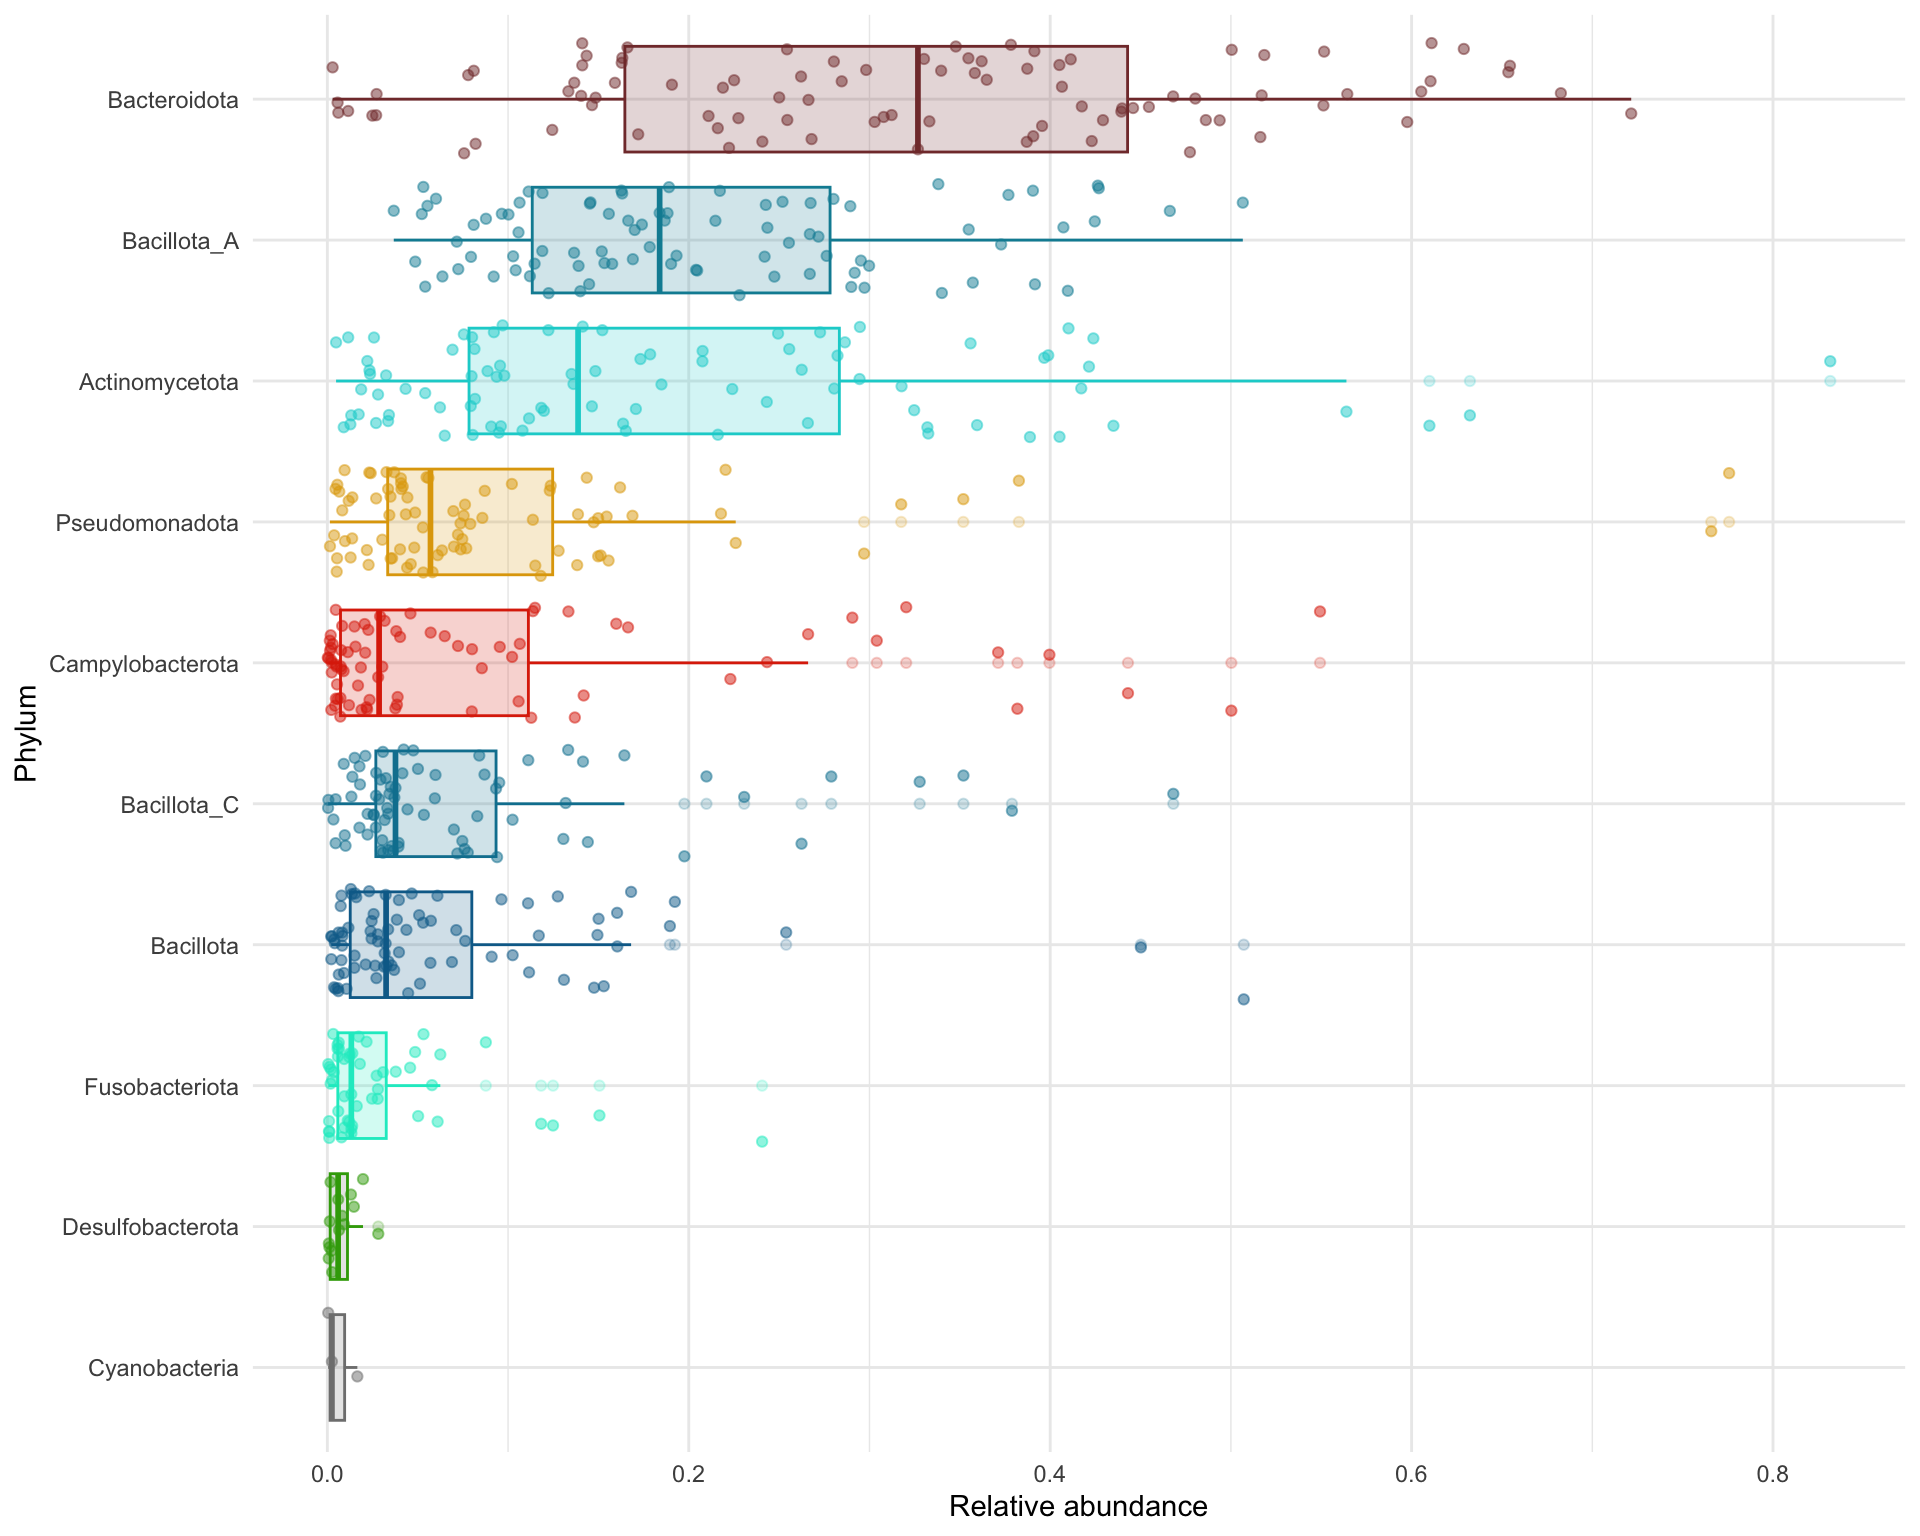 Bacteroidota
Bacillota_A
Actinomycetota
Pseudomonadota
Campylobacterota
Bacillota_C
Bacillota
Fusobacteriota
Desulfobacterota
Cyanobacteria
Phylum
0.0 0.2 0.4 0.6 0.8
Relative abundance